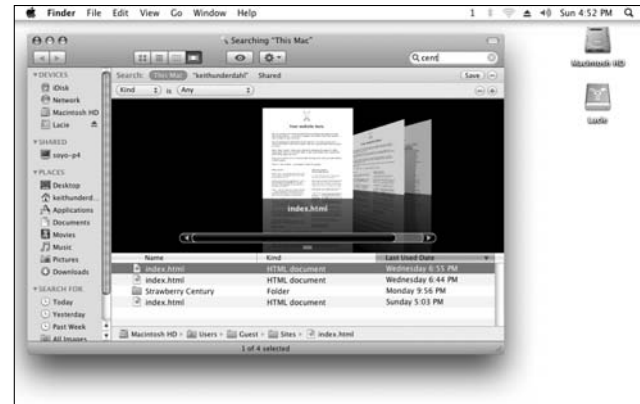 Finder File Edit View Go Window Help 1 Sun 4:52 PM
Searching "This Mac"
cent
Search: This Mac "keithunderdahl" Shared Save
Kind is Any
DEVICES
iDisk
Network
Macintosh HD
Lacie
SHARED
soyo-p4
PLACES
Desktop
keithunderd...
Applications
Documents
Movies
Music
Pictures
Downloads
SEARCH FOR
Today
Yesterday
Past Week
All Images
Your website here.
index.html
Name Kind Last Used Date
index.html HTML document Wednesday 6:55 PM
index.html HTML document Wednesday 6:44 PM
Strawberry Century Folder Monday 9:56 PM
index.html HTML document Sunday 5:03 PM
Macintosh HD Users Guest Sites index.html
1 of 4 selected
Macintosh HD
Lacie